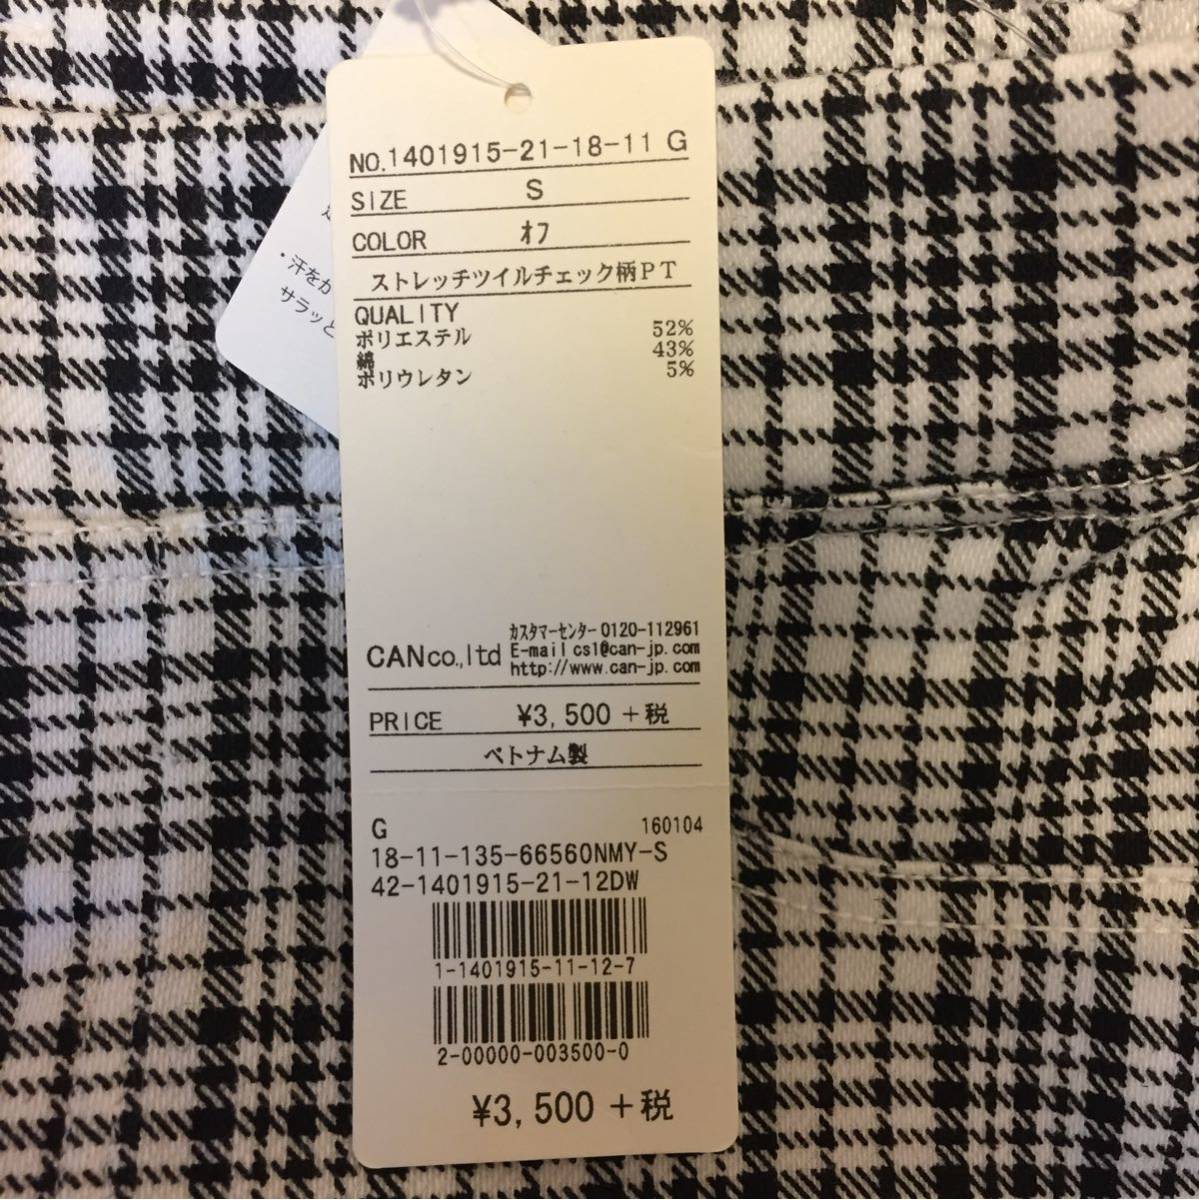 NO.1401915-21-18-11 G
SIZE S
COLOR ｵﾌ
ストレッチツイルチェック柄PT
QUALITY
ポリエステル 52%
綿 43%
ポリウレタン 5%
・汗をか
サラッと
CANco.,ltd
ｶｽﾀﾏｰｾﾝﾀｰ 0120-112961
E-mail cs1@can-jp.com
http://www.can-jp.com
PRICE ¥3,500 +税
ベトナム製
G 160104
18-11-135-66560NMY-S
42-1401915-21-12DW
1-1401915-11-12-7
2-00000-003500-0
¥3,500 +税